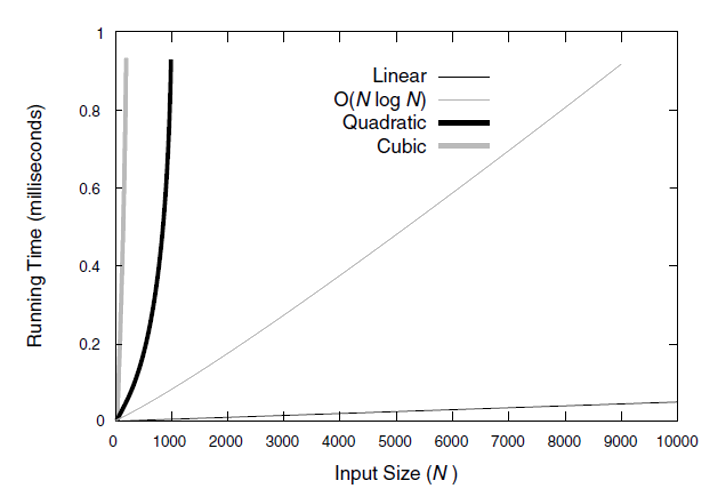 1
0.8
0.6
0.4
0.2
0
Running Time (milliseconds)
Linear
O(N log N)
Quadratic
Cubic
0 1000 2000 3000 4000 5000 6000 7000 8000 9000 10000
Input Size (N)